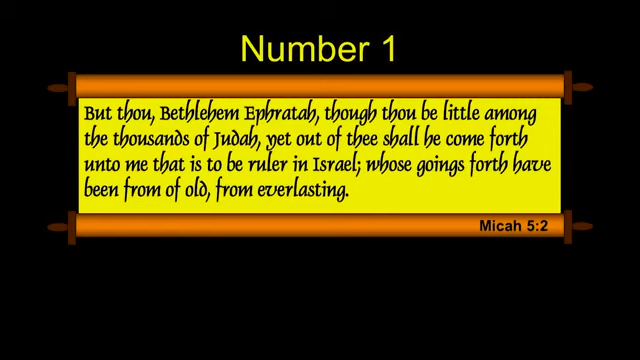 Number 1
But thou, Bethlehem Ephratah, though thou be little among
the thousands of Judah, yet out of thee shall he come forth
unto me that is to be ruler in Israel; whose goings forth have
been from of old, from everlasting.
Micah 5:2